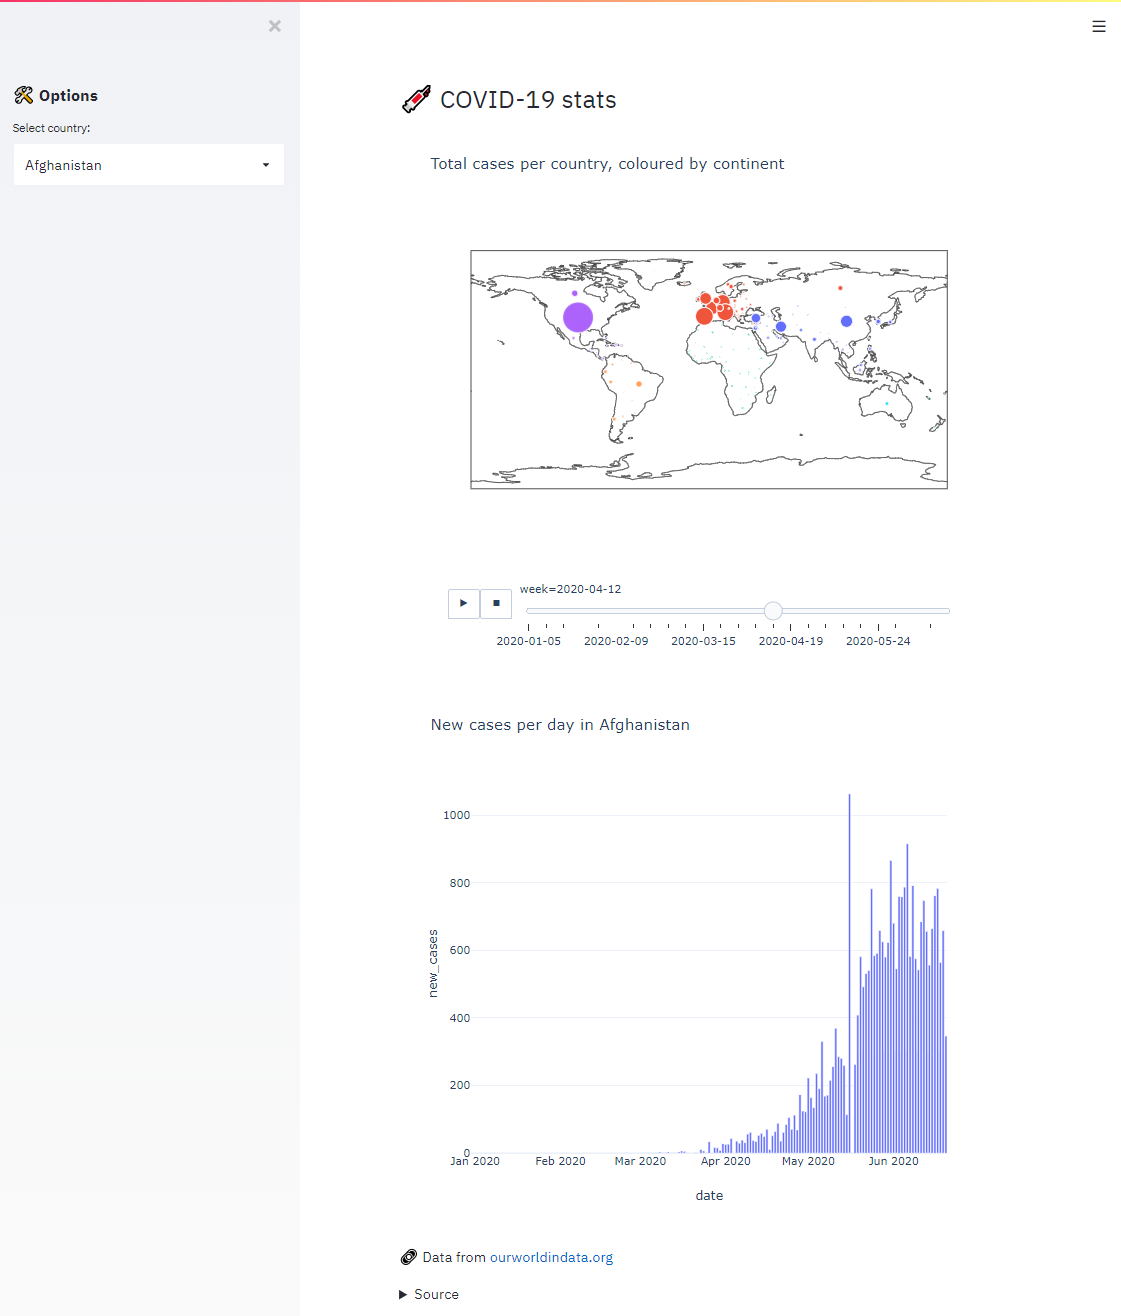 Options
Select country:
Afghanistan
COVID-19 stats
Total cases per country, coloured by continent
week=2020-04-12
2020-01-05 2020-02-09 2020-03-15 2020-04-19 2020-05-24
New cases per day in Afghanistan
1000
800
600
400
200
0
new_cases
Jan 2020 Feb 2020 Mar 2020 Apr 2020 May 2020 Jun 2020
date
Data from ourworldindata.org
Source